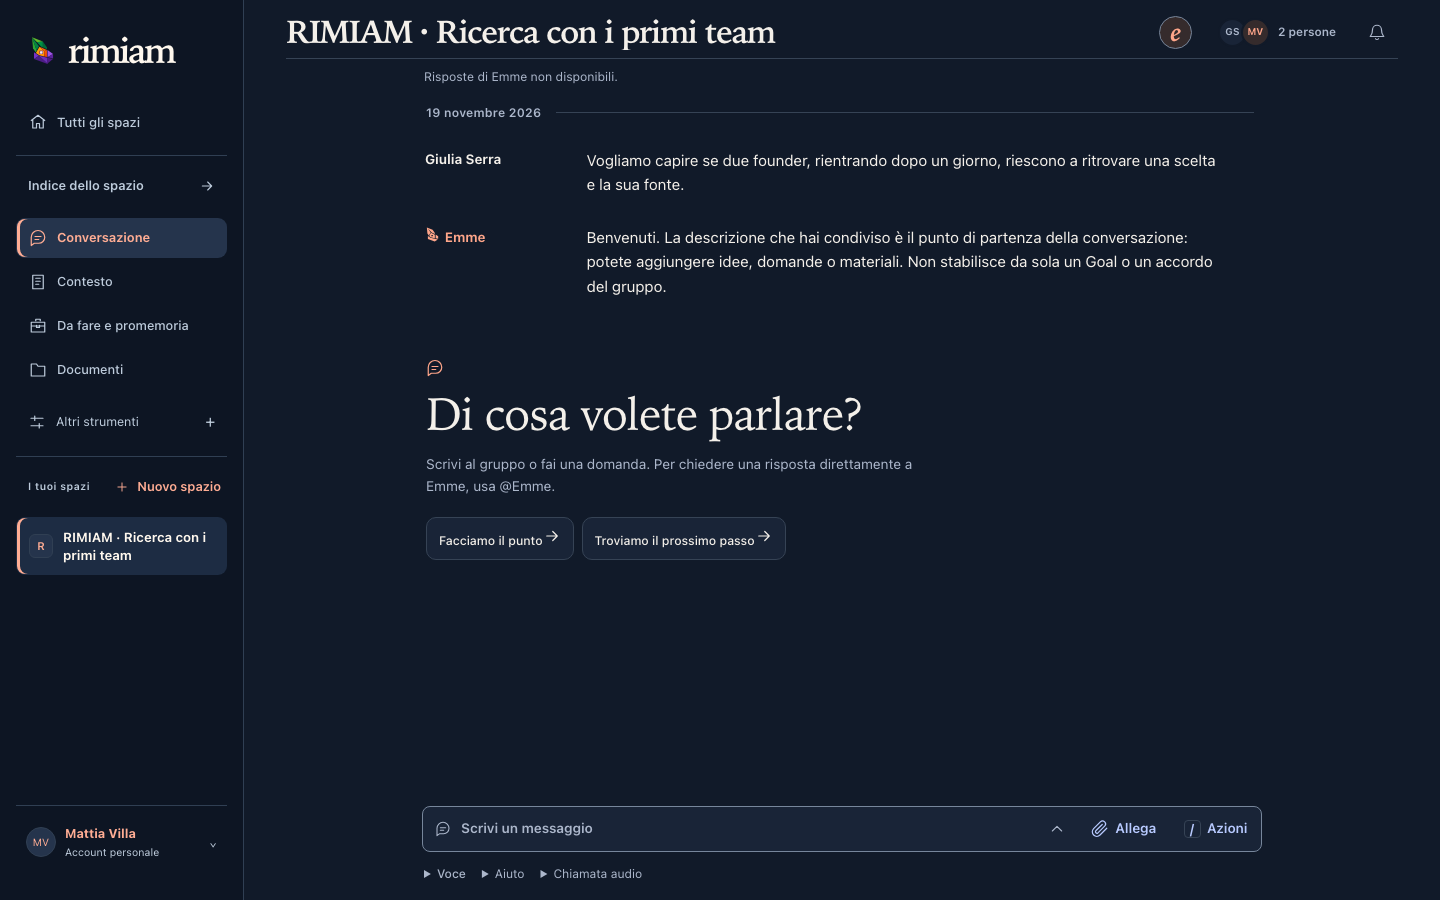 rimiam
Tutti gli spazi
Indice dello spazio
Conversazione
Contesto
Da fare e promemoria
Documenti
Altri strumenti
I tuoi spazi
+ Nuovo spazio
R
RIMIAM · Ricerca con i
primi team
MV
Mattia Villa
Account personale
RIMIAM · Ricerca con i primi team
e
GS
MV
2 persone
Risposte di Emme non disponibili.
19 novembre 2026
Giulia Serra
Vogliamo capire se due founder, rientrando dopo un giorno, riescono a ritrovare una scelta
e la sua fonte.
Emme
Benvenuti. La descrizione che hai condiviso è il punto di partenza della conversazione:
potete aggiungere idee, domande o materiali. Non stabilisce da sola un Goal o un accordo
del gruppo.
Di cosa volete parlare?
Scrivi al gruppo o fai una domanda. Per chiedere una risposta direttamente a
Emme, usa @Emme.
Facciamo il punto
Troviamo il prossimo passo
Scrivi un messaggio
Allega
/ Azioni
Voce
Aiuto
Chiamata audio